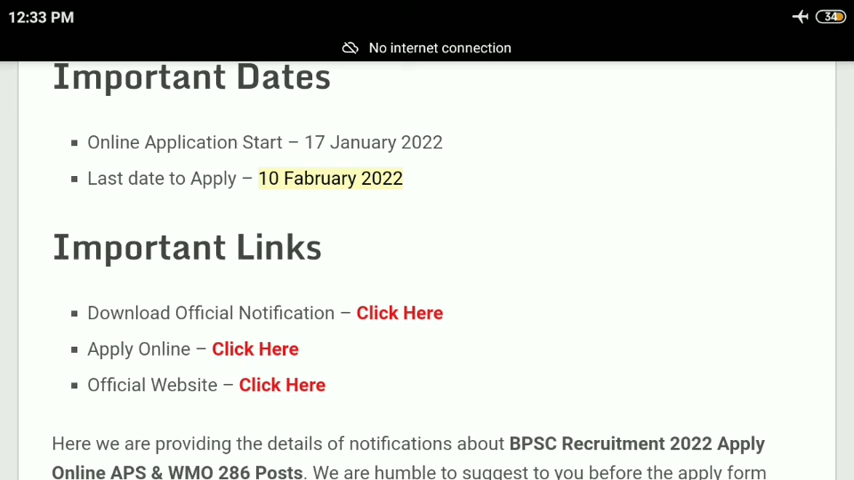 12:33 PM
34
No internet connection
Important Dates
▪ Online Application Start – 17 January 2022
▪ Last date to Apply – 10 Fabruary 2022
Important Links
▪ Download Official Notification – Click Here
▪ Apply Online – Click Here
▪ Official Website – Click Here
Here we are providing the details of notifications about BPSC Recruitment 2022 Apply
Online APS & WMO 286 Posts. We are humble to suggest to you before the apply form